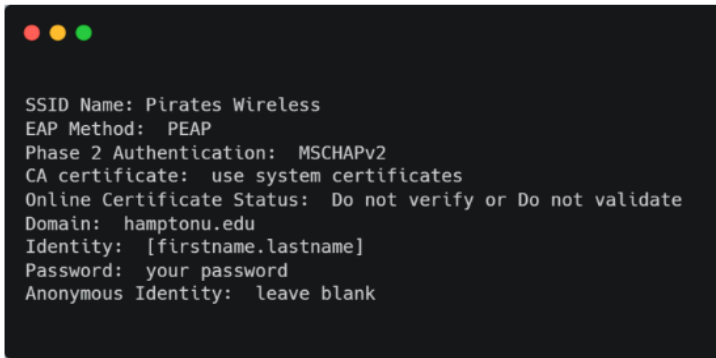 SSID Name: Pirates Wireless
EAP Method:  PEAP
Phase 2 Authentication:  MSCHAPv2
CA certificate:  use system certificates
Online Certificate Status:  Do not verify or Do not validate
Domain:  hamptonu.edu
Identity:  [firstname.lastname]
Password:  your password
Anonymous Identity:  leave blank